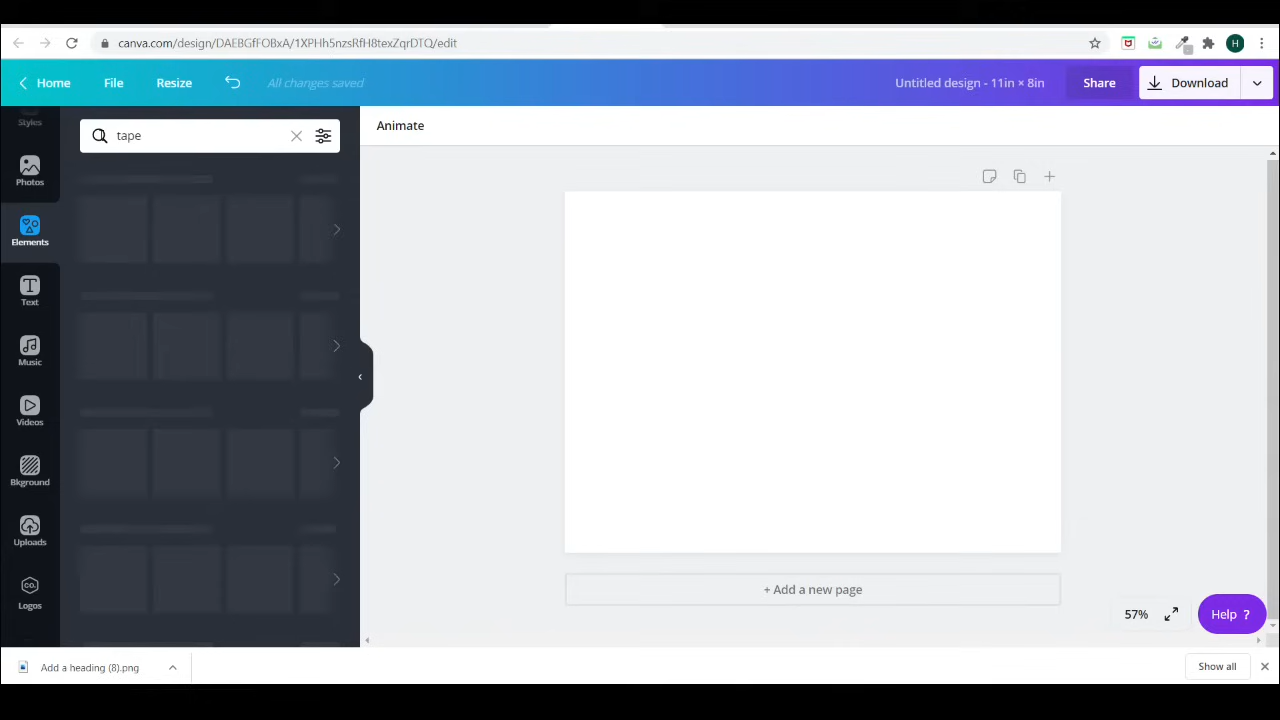 canva.com/design/DAEBGfFOBxA/1XPHh5nzsRfH8texZqrDTQ/edit
H
Home File Resize All changes saved Untitled design - 11in × 8in Share Download
Styles
tape
Animate
Photos
Elements
Text
Music
Videos
Bkground
Uploads
CO.
Logos
+ Add a new page
57% Help ?
Add a heading (8).png Show all